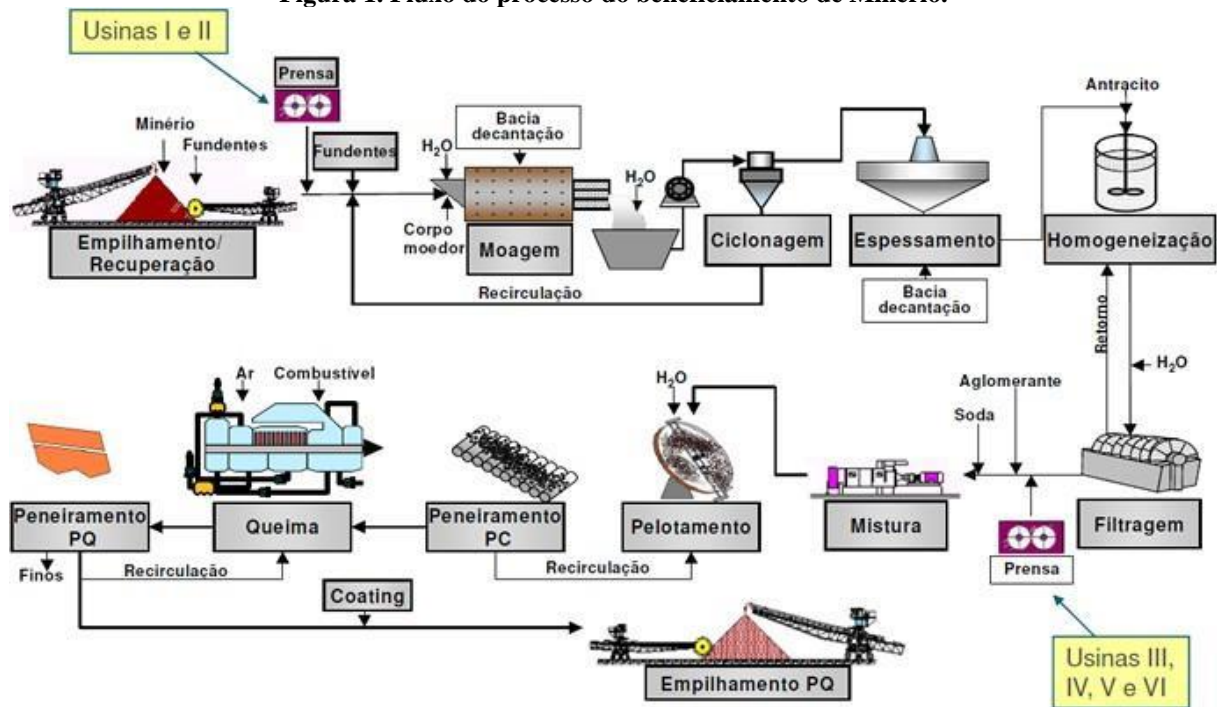 Figura 1. Fluxo do processo do beneficiamento de Minério.
Usinas I e II
Prensa
Minério
Fundentes
Empilhamento/
Recuperação
Fundentes
H2O
Bacia
decantação
Corpo
moedor
Moagem
H2O
Recirculação
Ciclonagem
Espessamento
Bacia
decantação
Antracito
Homogeneização
Retorno
H2O
Filtragem
Aglomerante
Soda
Prensa
Usinas III,
IV, V e VI
Mistura
H2O
Pelotamento
Recirculação
Peneiramento
PC
Ar
Combustível
Queima
Recirculação
Peneiramento
PQ
Finos
Coating
Empilhamento PQ